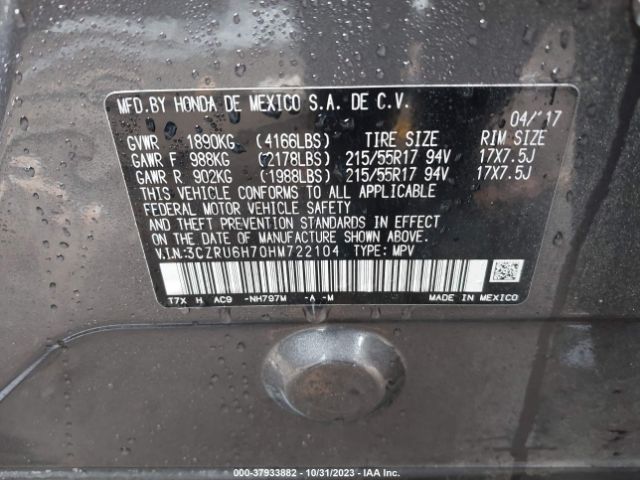 MFD.BY HONDA DE MEXICO S.A. DE C.V.
04/'17
GVWR 1890KG (4166LBS) TIRE SIZE RIM SIZE
GAWR F 988KG (2178LBS) 215/55R17 94V 17X7.5J
GAWR R 902KG (1988LBS) 215/55R17 94V 17X7.5J
THIS VEHICLE CONFORMS TO ALL APPLICABLE
FEDERAL MOTOR VEHICLE SAFETY
AND THEFT PREVENTION STANDARDS IN EFFECT
ON THE DATE OF MANUFACTURE SHOWN ABOVE.
V.I.N:3CZRU6H70HM722104 TYPE: MPV
T7X H AC9 -NH797M -A -M MADE IN MEXICO
000-37933882 - 10/31/2023 - IAA Inc.